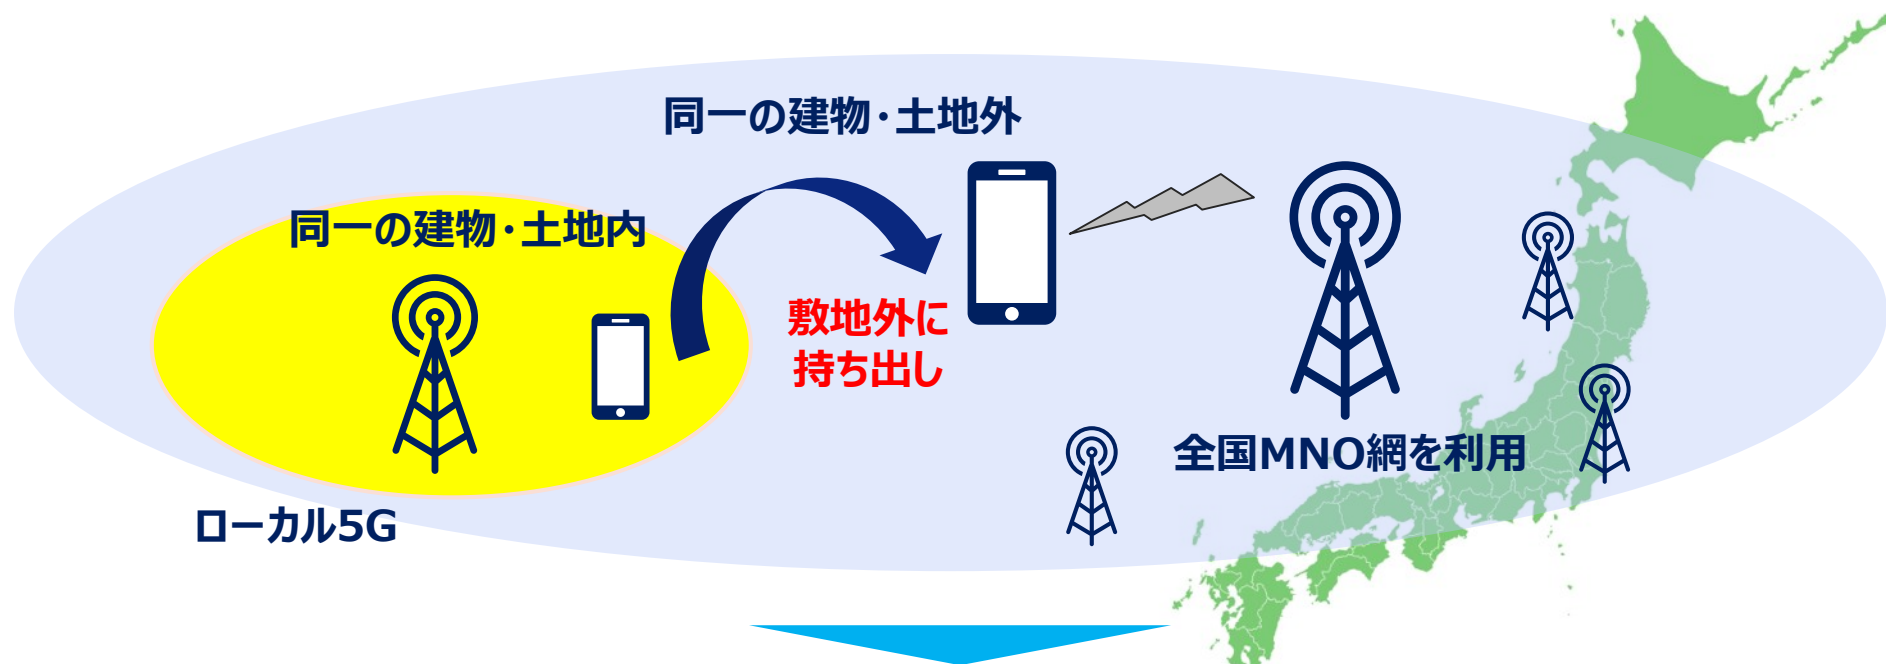 同一の建物・土地外
同一の建物・土地内
敷地外に
持ち出し
全国MNO網を利用
ローカル5G